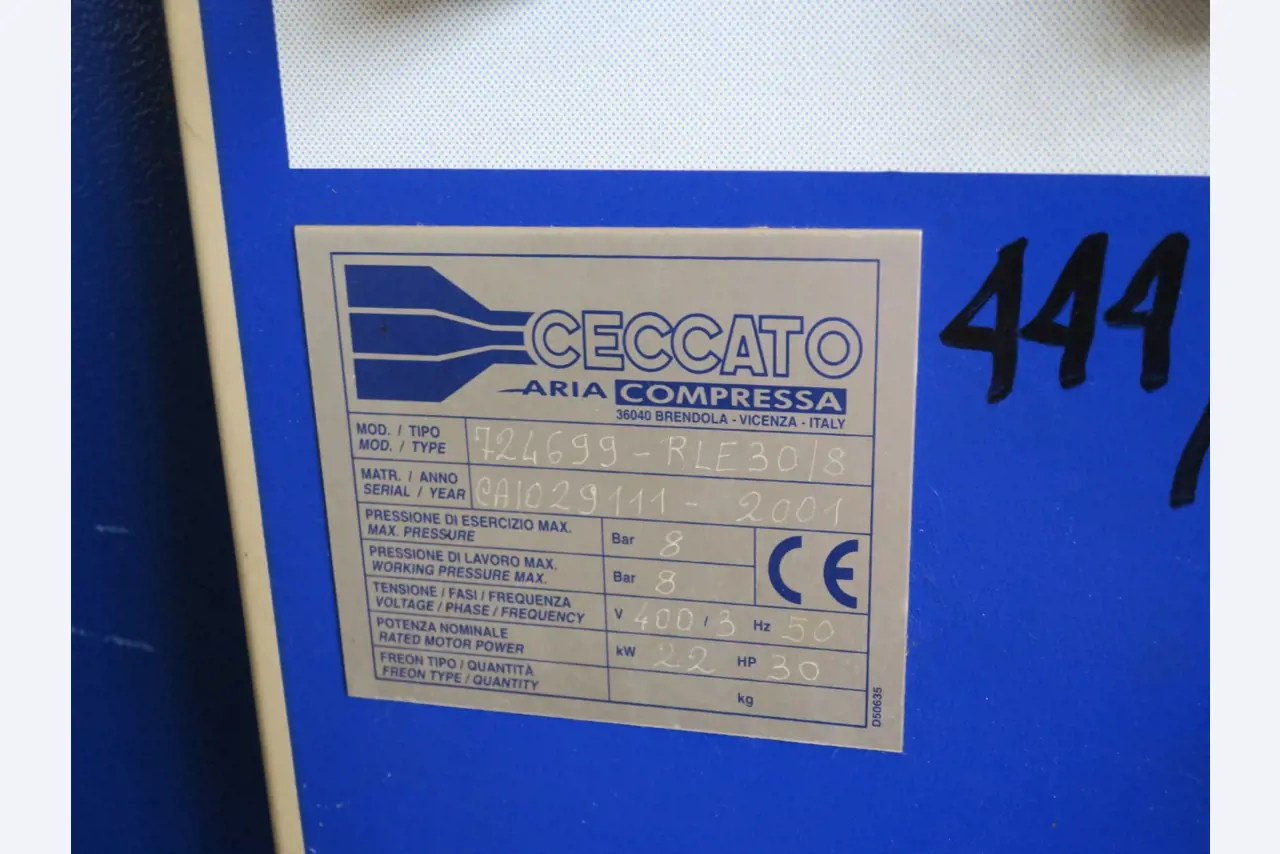 CECCATO
ARIA COMPRESSA
36040 BRENDOLA - VICENZA - ITALY
MOD. / TIPO
MOD. / TYPE
724699 - RLE30/8
MATR. / ANNO
SERIAL / YEAR
CAI029111 - 2001
PRESSIONE DI ESERCIZIO MAX.
MAX. PRESSURE
Bar 8
PRESSIONE DI LAVORO MAX.
WORKING PRESSURE MAX.
Bar 8
CE
TENSIONE / FASI / FREQUENZA
VOLTAGE / PHASE / FREQUENCY
V 400 / 3 Hz 50
POTENZA NOMINALE
RATED MOTOR POWER
kW 22 HP 30
FREON TIPO / QUANTITÀ
FREON TYPE / QUANTITY
kg
D50635
444